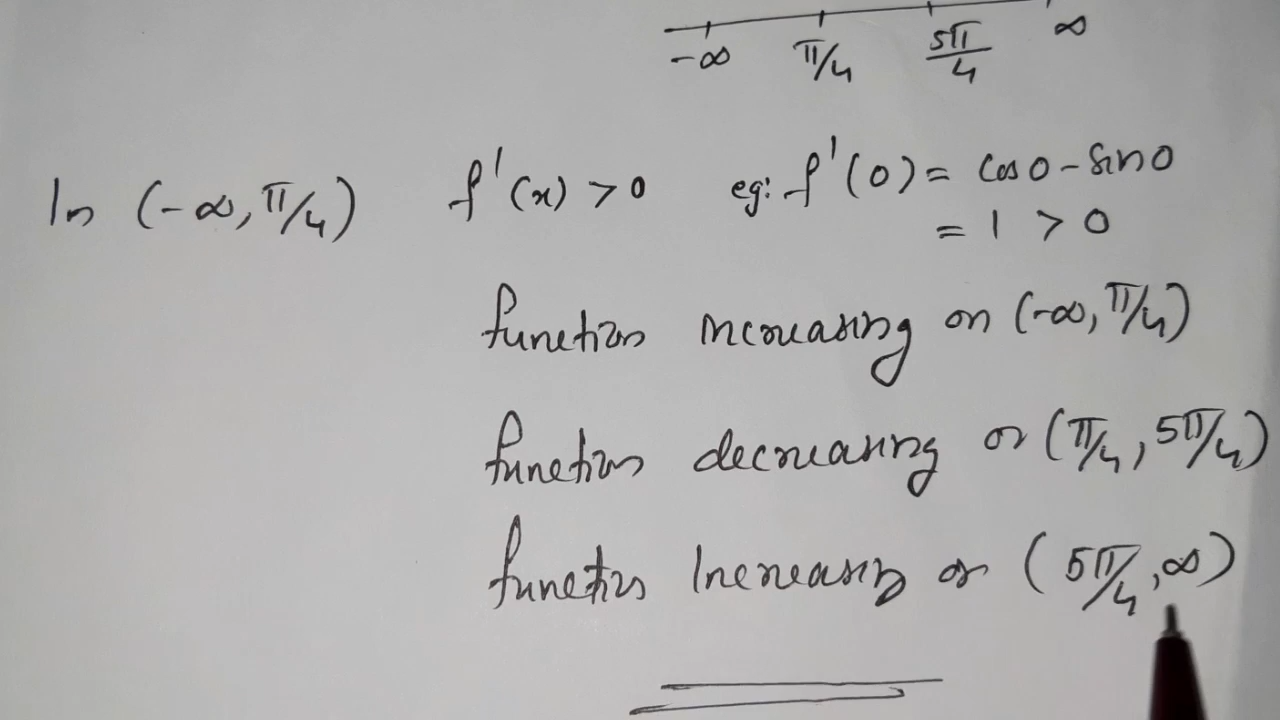 -∞ π/4 5π/4 ∞
In (-∞, π/4) f'(x) > 0 eg: f'(0) = cos 0 - sin 0
= 1 > 0
function increasing on (-∞, π/4)
function decreasing on (π/4, 5π/4)
function Increasing on (5π/4, ∞)